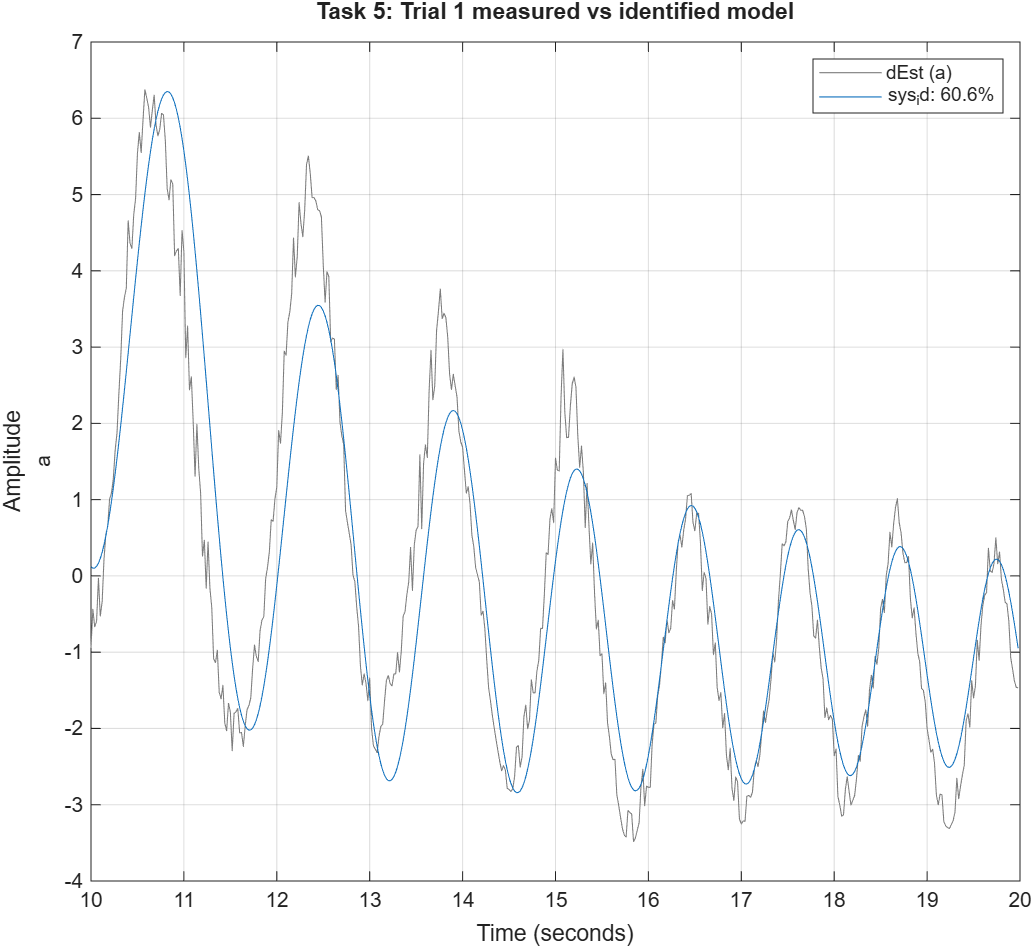 Task 5: Trial 1 measured vs identified model
dEst (a)
sysid: 60.6%
7
6
5
4
3
2
1
0
-1
-2
-3
-4
Amplitude
a
10 11 12 13 14 15 16 17 18 19 20
Time (seconds)